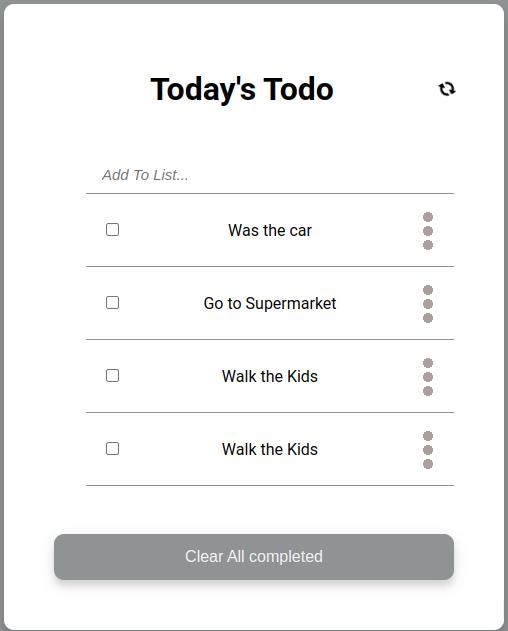 Today's Todo
Add To List...
Was the car
Go to Supermarket
Walk the Kids
Walk the Kids
Clear All completed